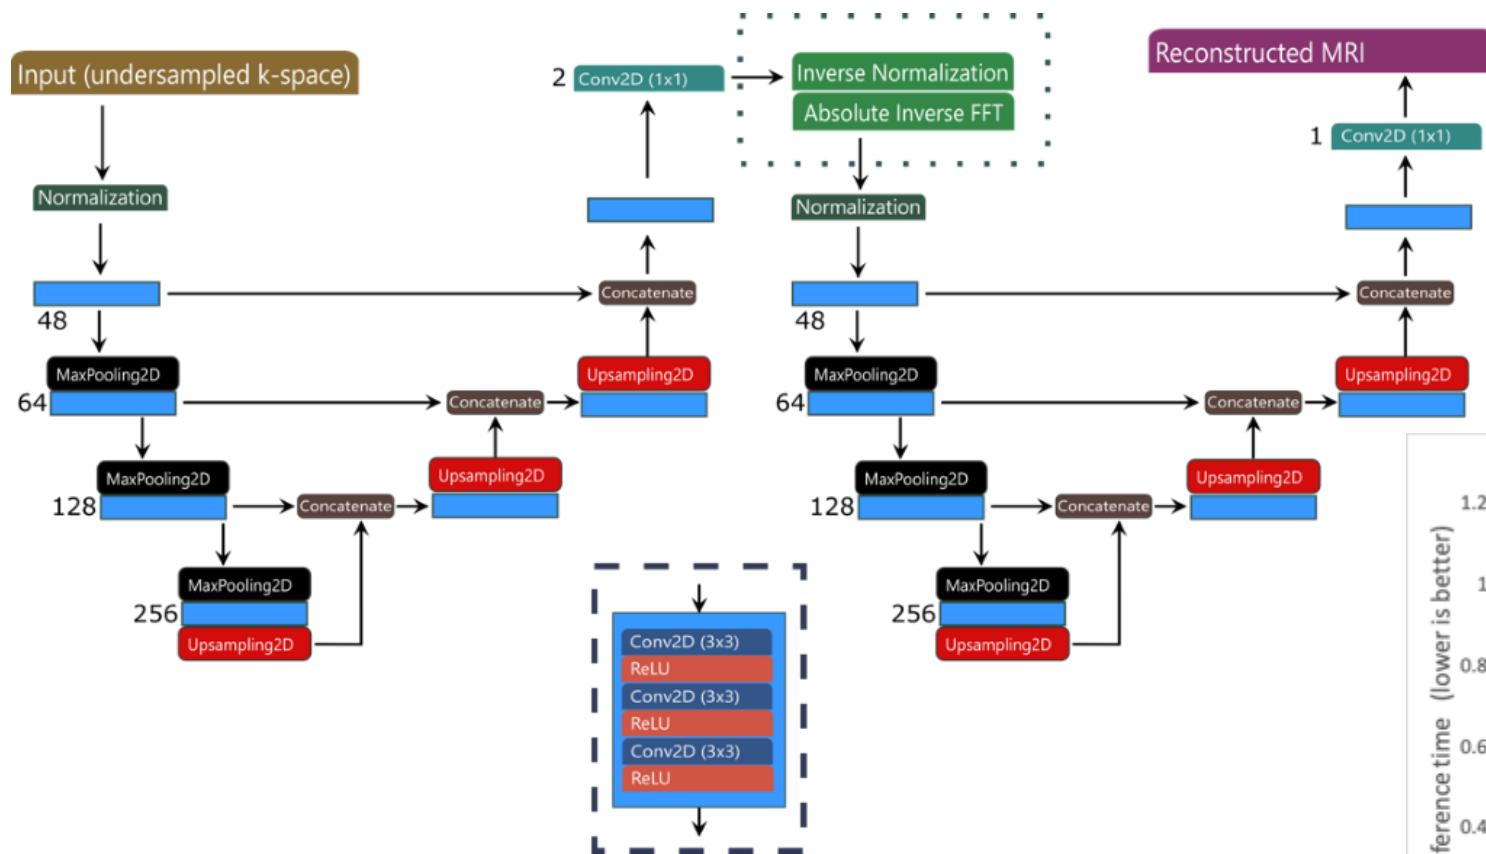 Input (undersampled k-space)
2
Conv2D (1x1)
Inverse Normalization
Absolute Inverse FFT
Reconstructed MRI
1
Conv2D (1x1)
Normalization
Normalization
48
Concatenate
48
Concatenate
MaxPooling2D
64
Concatenate
Upsampling2D
MaxPooling2D
64
Concatenate
Upsampling2D
MaxPooling2D
128
Concatenate
Upsampling2D
MaxPooling2D
128
Concatenate
Upsampling2D
MaxPooling2D
256
Upsampling2D
MaxPooling2D
256
Upsampling2D
Conv2D (3x3)
ReLU
Conv2D (3x3)
ReLU
Conv2D (3x3)
ReLU
ference time (lower is better)
1.2
1
0.8
0.6
0.4